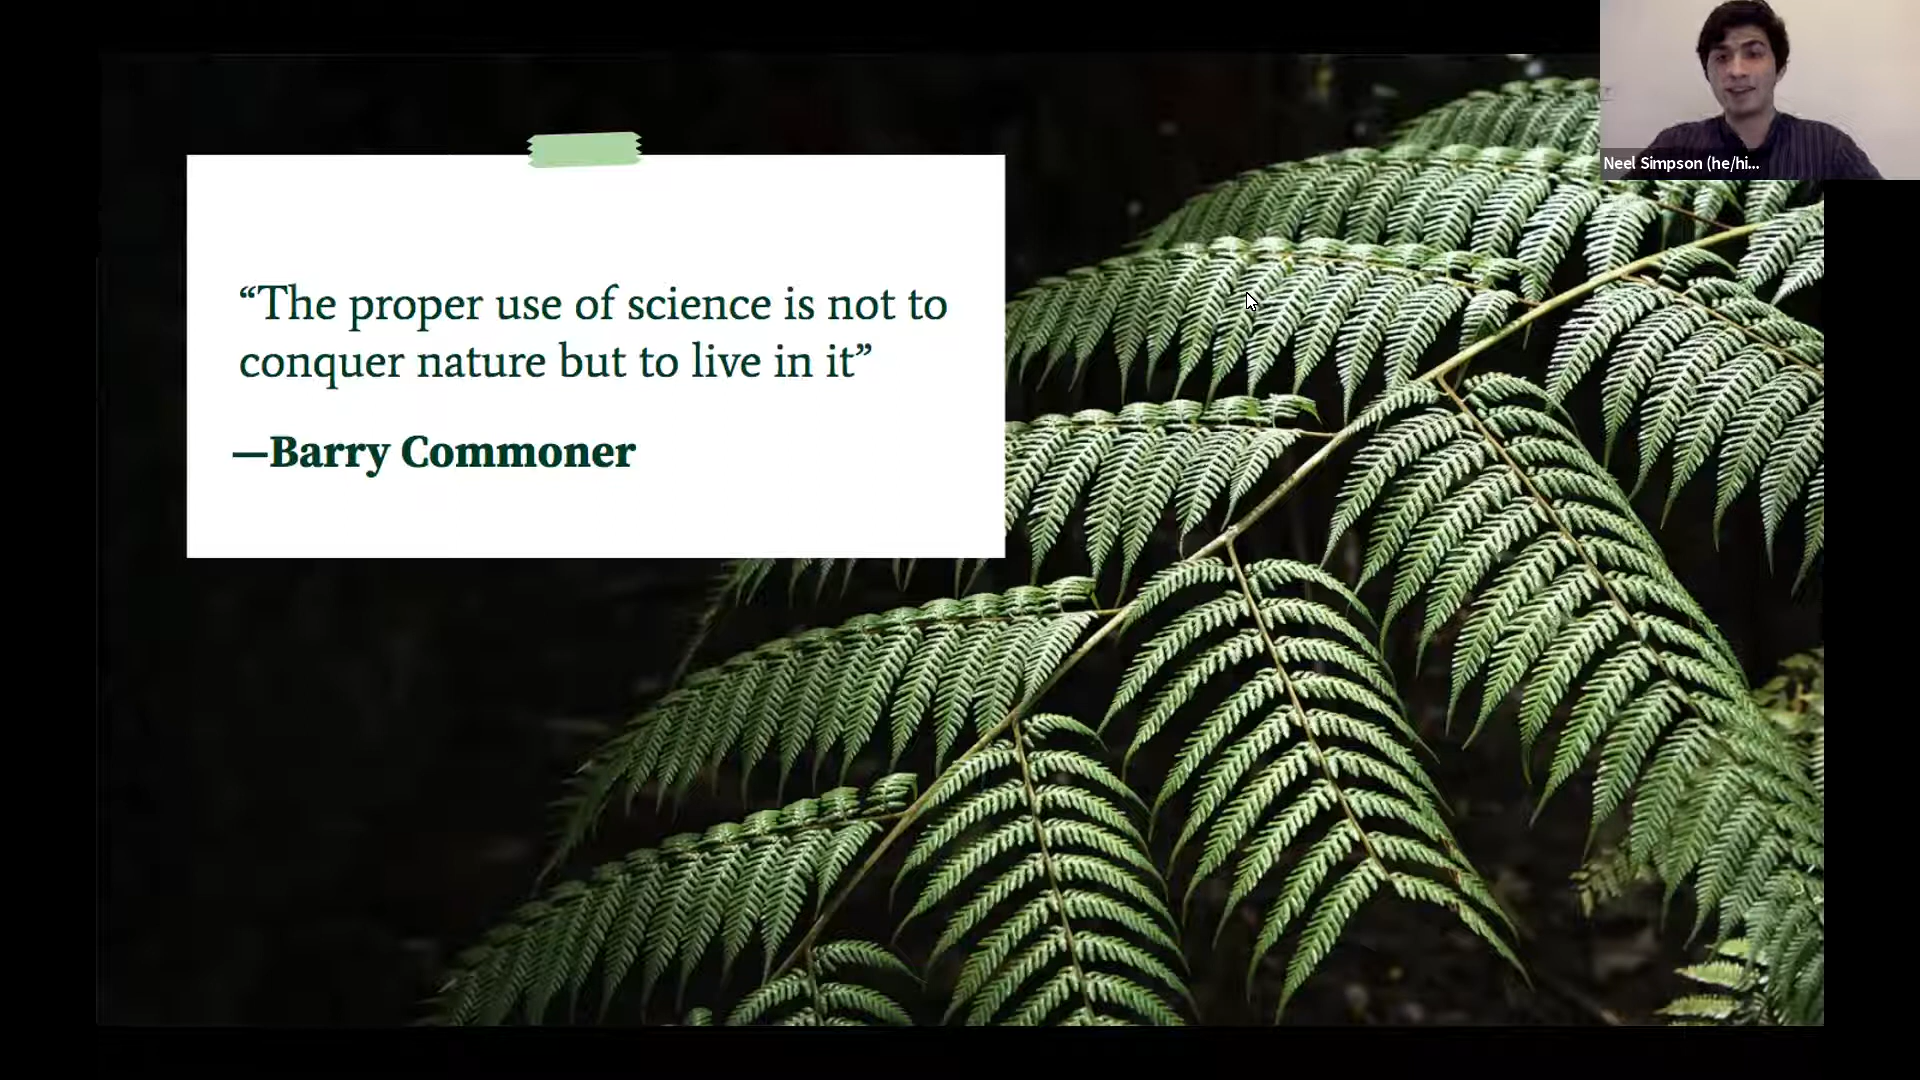 Neel Simpson (he/hi...
“The proper use of science is not to
conquer nature but to live in it”
—Barry Commoner